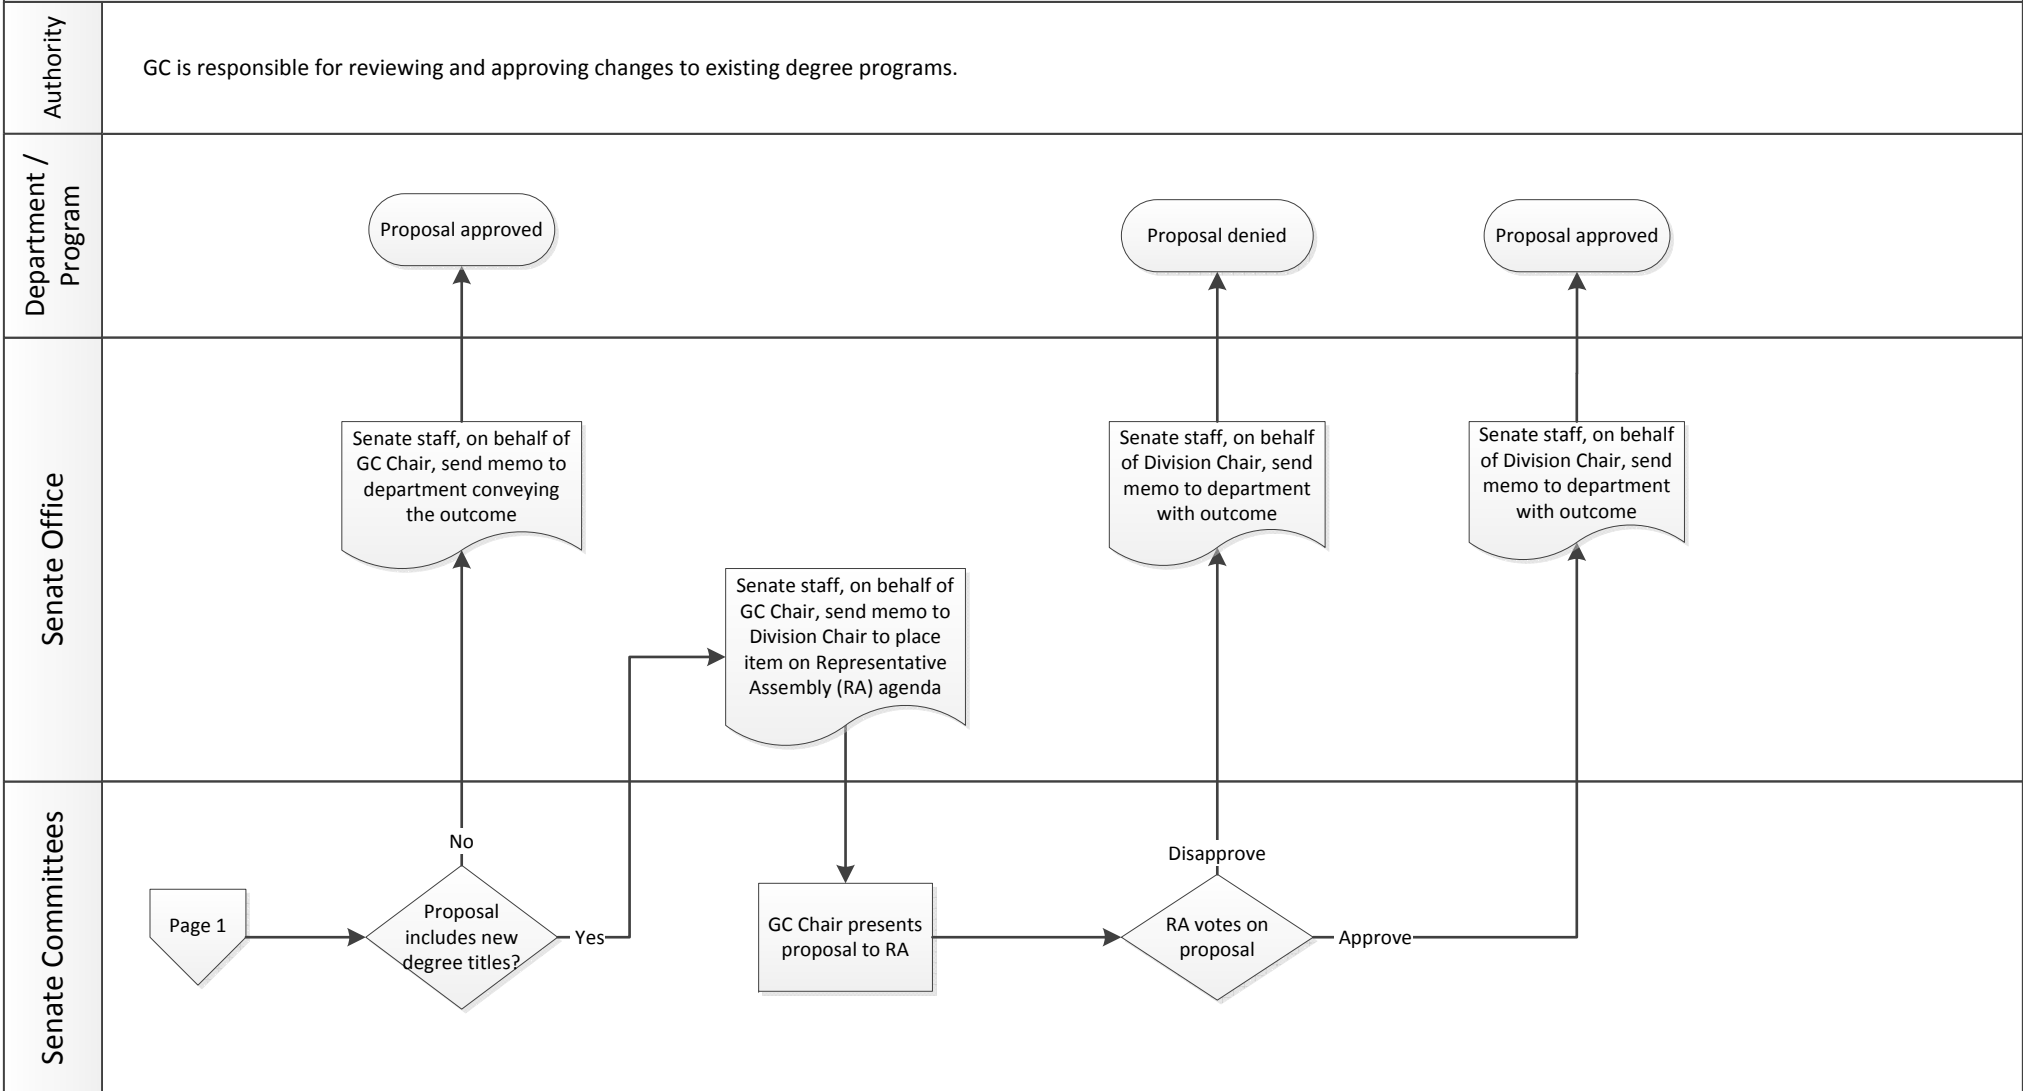 Authority
GC is responsible for reviewing and approving changes to existing degree programs.
Department /
Program
Proposal approved
Proposal denied
Proposal approved
Senate Office
Senate staff, on behalf of
GC Chair, send memo to
department conveying
the outcome
Senate staff, on behalf of
GC Chair, send memo to
Division Chair to place
item on Representative
Assembly (RA) agenda
Senate staff, on behalf
of Division Chair, send
memo to department
with outcome
Senate staff, on behalf
of Division Chair, send
memo to department
with outcome
Senate Committees
Page 1
No
Proposal
includes new
degree titles?
Yes
GC Chair presents
proposal to RA
Disapprove
RA votes on
proposal
Approve